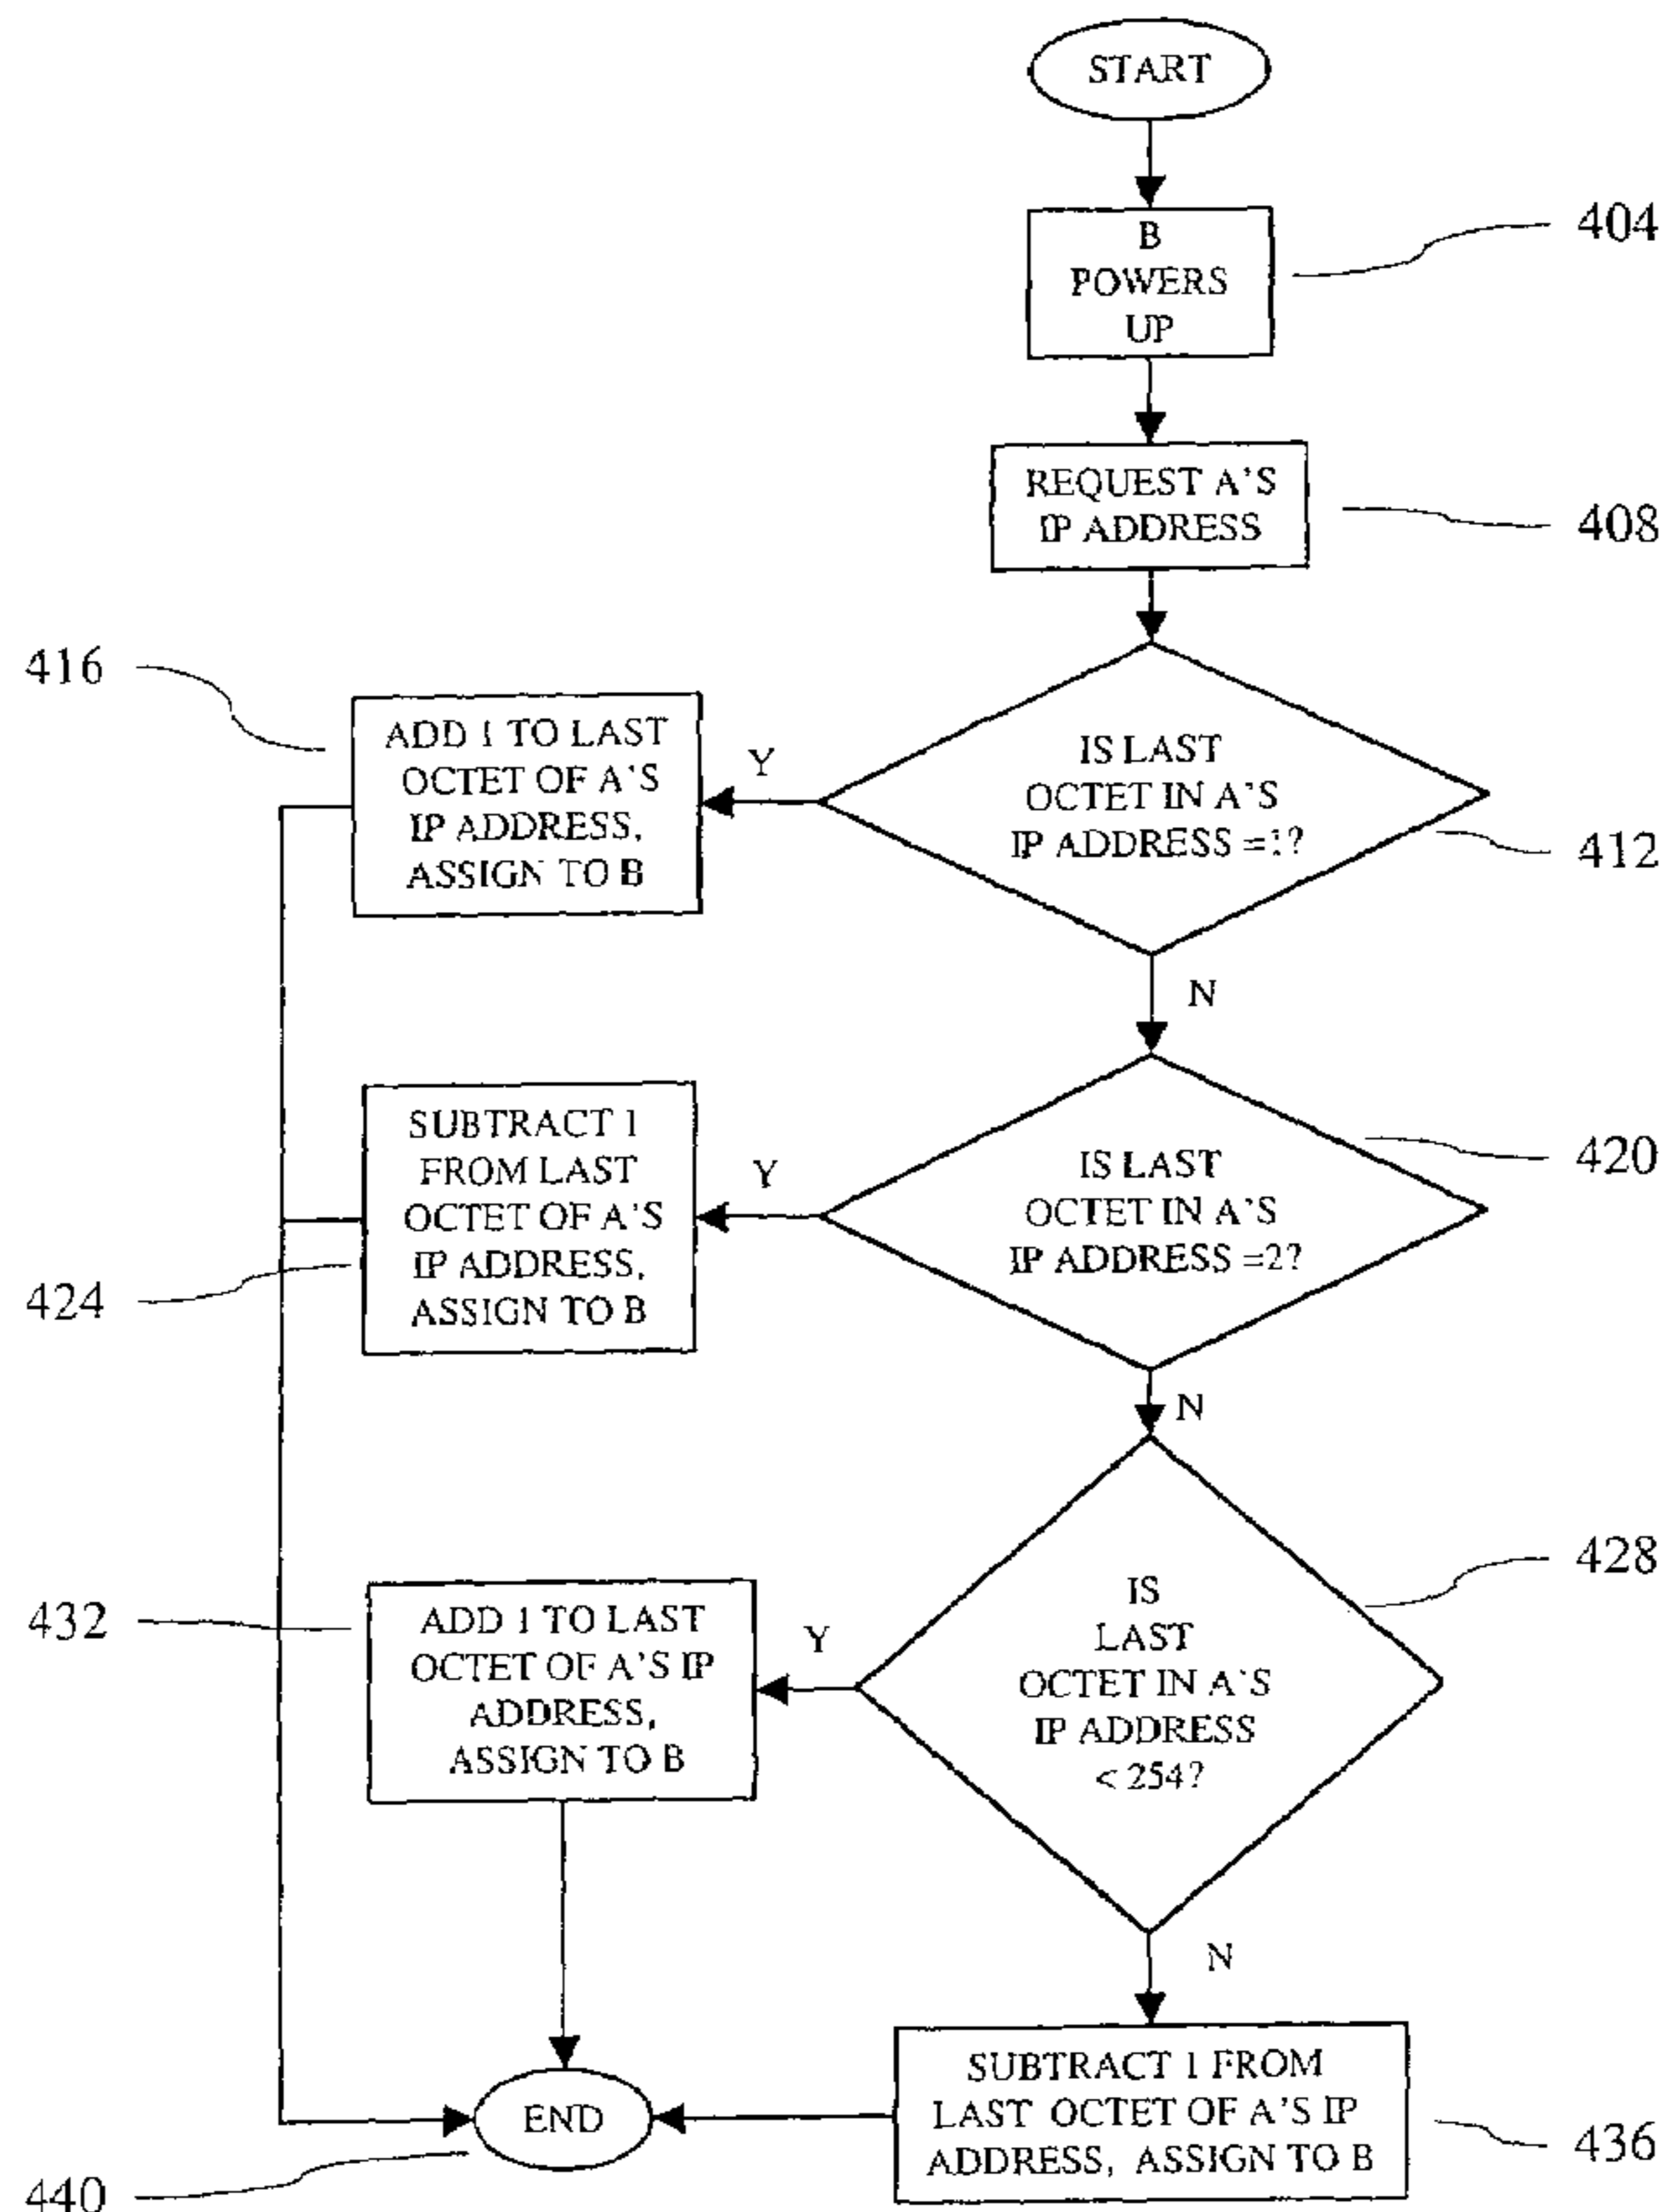 START
B
POWERS
UP
404
REQUEST A'S
IP ADDRESS
408
416
ADD 1 TO LAST
OCTET OF A'S
IP ADDRESS,
ASSIGN TO B
Y
IS LAST
OCTET IN A'S
IP ADDRESS =1?
412
N
SUBTRACT 1
FROM LAST
OCTET OF A'S
IP ADDRESS,
ASSIGN TO B
424
Y
IS LAST
OCTET IN A'S
IP ADDRESS =2?
420
N
432
ADD 1 TO LAST
OCTET OF A'S IP
ADDRESS,
ASSIGN TO B
Y
IS
LAST
OCTET IN A'S
IP ADDRESS
< 254?
428
N
END
440
SUBTRACT 1 FROM
LAST OCTET OF A'S IP
ADDRESS, ASSIGN TO B
436